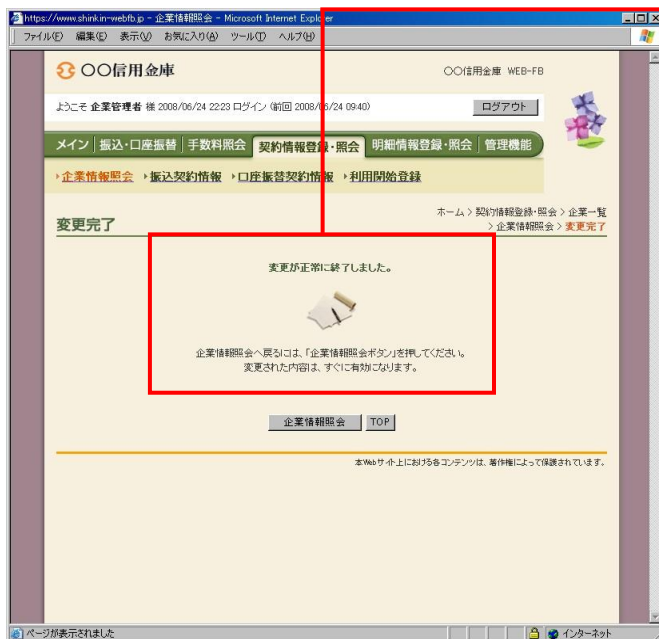 https://www.shinkin-webfb.jp - 企業情報照会 - Microsoft Internet Explorer
ファイル(F) 編集(E) 表示(V) お気に入り(A) ツール(T) ヘルプ(H)
〇〇信用金庫
〇〇信用金庫 WEB-FB
ようこそ 企業管理者 様 2008/06/24 22:23 ログイン (前回 2008/06/24 09:40)
ログアウト
メイン 振込・口座振替 手数料照会 契約情報登録・照会 明細情報登録・照会 管理機能
企業情報照会 振込契約情報 口座振替契約情報 利用開始登録
変更完了
ホーム > 契約情報登録・照会 > 企業一覧
> 企業情報照会 > 変更完了
変更が正常に終了しました。
企業情報照会へ戻るには、「企業情報照会ボタン」を押してください。
変更された内容は、すぐに有効になります。
企業情報照会 TOP
本Webサイト上における各コンテンツは、著作権によって保護されています。
ページが表示されました
インターネット